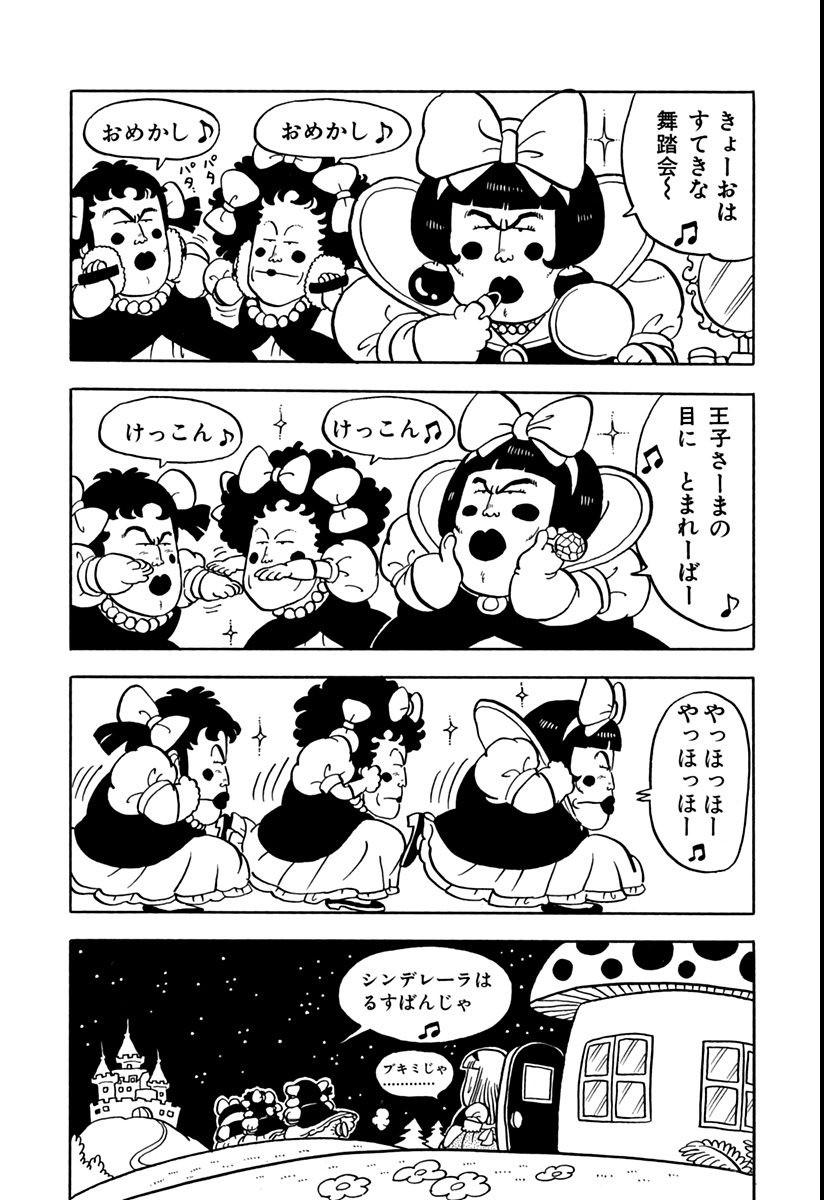 きょーおは
すてきな
舞踏会〜♪
おめかし♪
パタパタ…
おめかし♪
王子さーまの
目に とまれーばー♪
けっこん♫
けっこん♪
やっほっほー
やっほっほー♫
シンデレーラは
るすばんじゃ♫
ブキミじゃ
…………